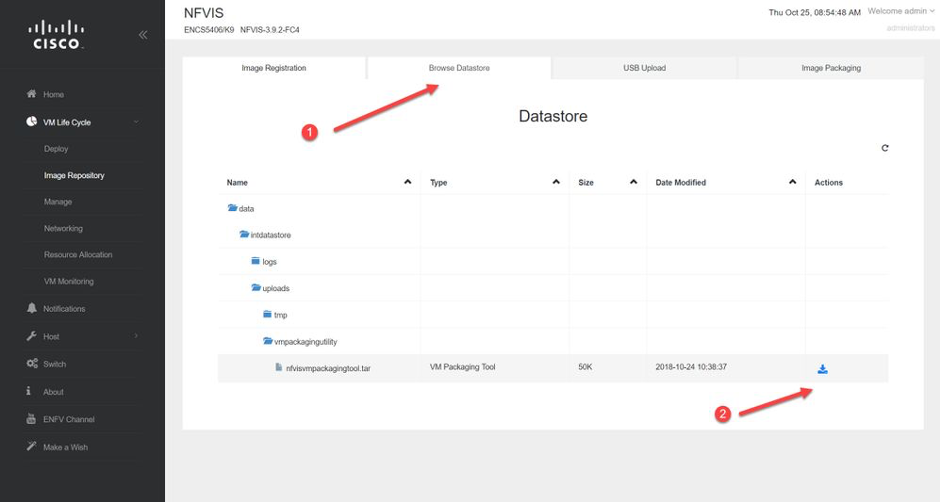 CISCO
NFVIS
ENCS5406/K9 NFVIS-3.9.2-FC4
Thu Oct 25, 08:54:48 AM Welcome admin
administrators
Home
VM Life Cycle
Deploy
Image Repository
Manage
Networking
Resource Allocation
VM Monitoring
Notifications
Host
Switch
About
ENFV Channel
Make a Wish
Image Registration Browse Datastore USB Upload Image Packaging
1
Datastore
Name Type Size Date Modified Actions
data
intdatastore
logs
uploads
tmp
vmpackagingutility
nfvisvmpackagingtool.tar VM Packaging Tool 50K 2018-10-24 10:38:37
2